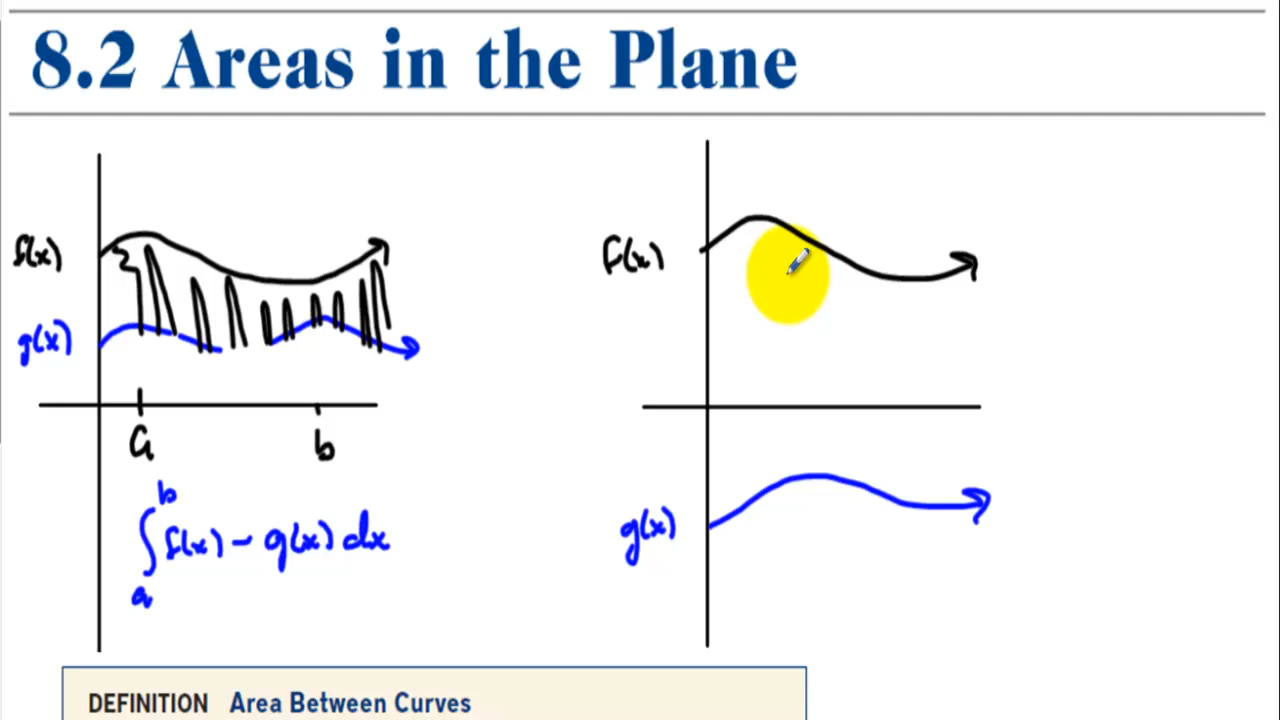 8.2 Areas in the Plane
f(x)
g(x)
a
b
∫ₐᵇ f(x) - g(x) dx
f(x)
g(x)
DEFINITION Area Between Curves